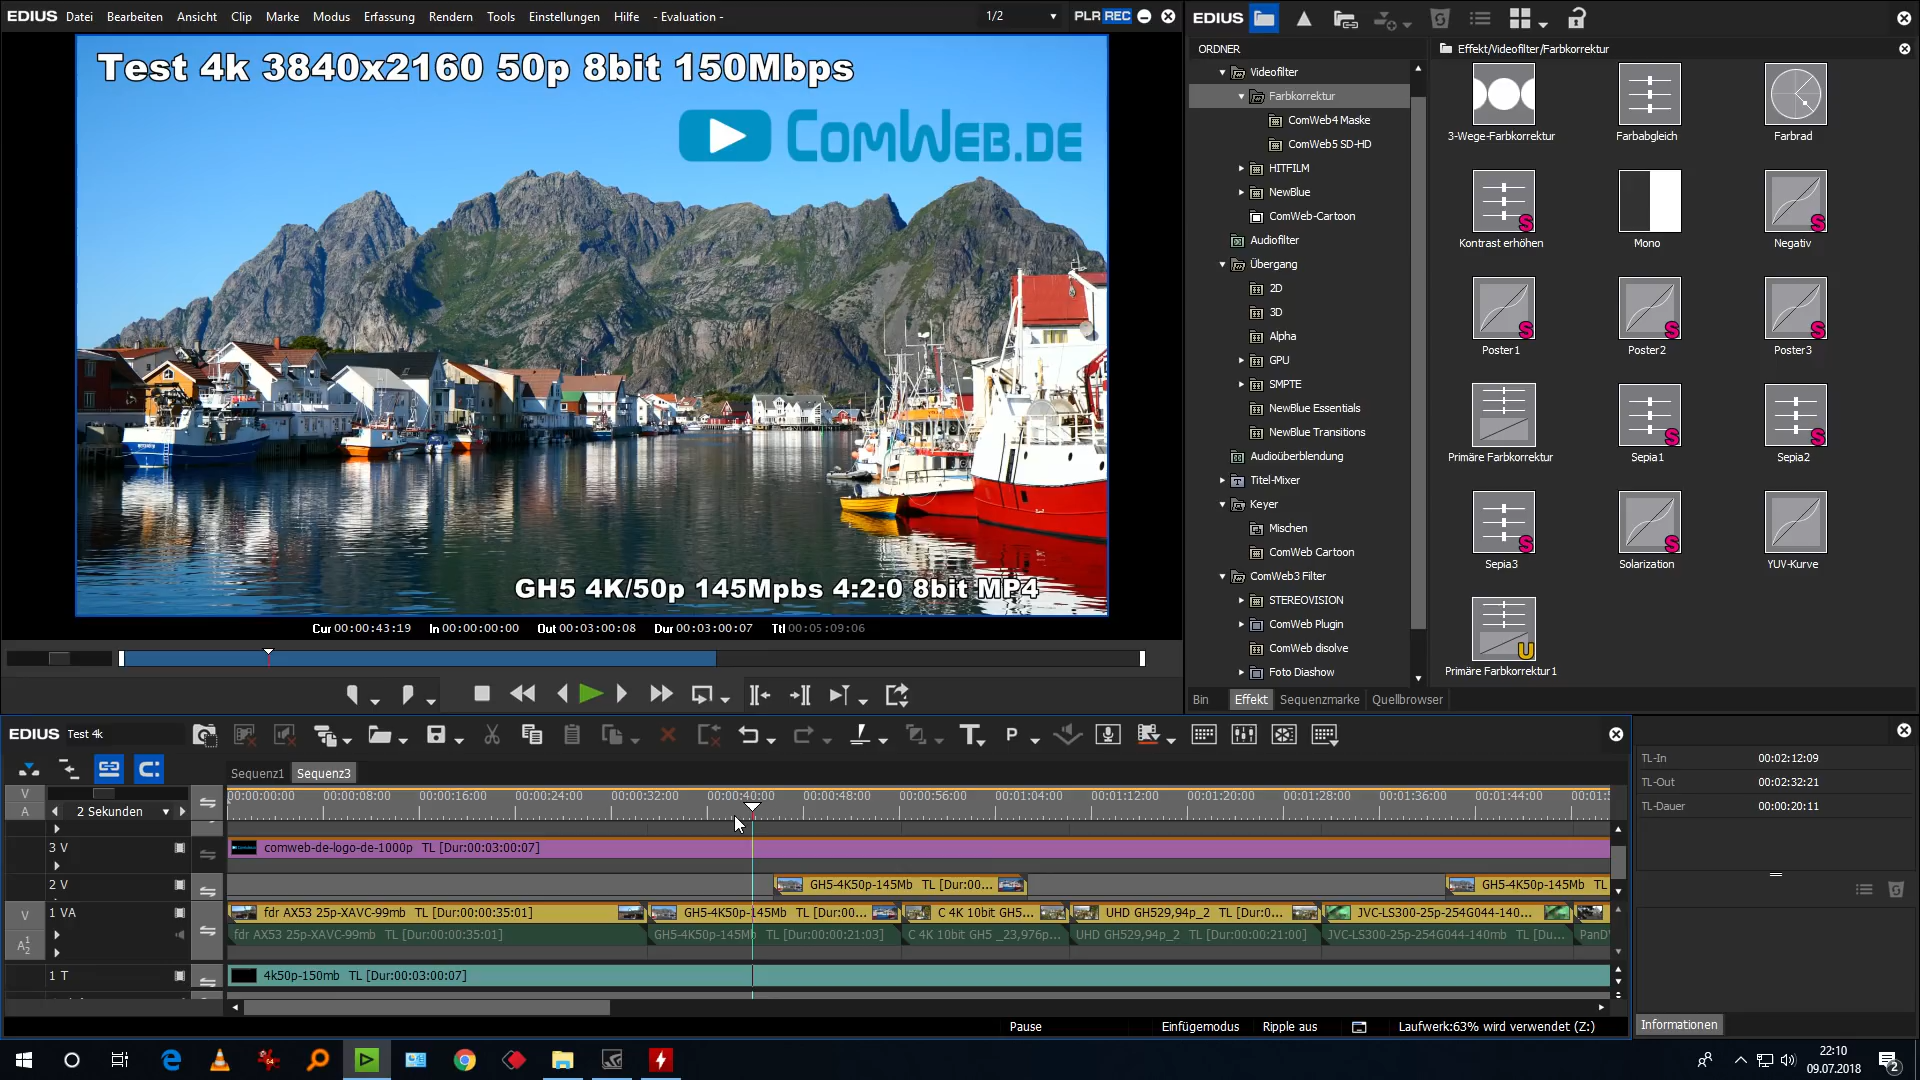 EDIUS Datei Bearbeiten Ansicht Clip Marke Modus Erfassung Rendern Tools Einstellungen Hilfe - Evaluation - 1/2 PLR REC
Test 4k 3840x2160 50p 8bit 150Mbps
COMWEB.DE
GH5 4K/50p 145Mpbs 4:2:0 8bit MP4
Cur 00:00:43:19 In 00:00:00:00 Out 00:03:00:08 Dur 00:03:00:07 Ttl 00:05:09:06
EDIUS
ORDNER
Videofilter
Farbkorrektur
ComWeb4 Maske
ComWeb5 SD-HD
HITFILM
NewBlue
ComWeb-Cartoon
Audiofilter
Übergang
2D
3D
Alpha
GPU
SMPTE
NewBlue Essentials
NewBlue Transitions
Audioüberblendung
Titel-Mixer
Keyer
Mischen
ComWeb Cartoon
ComWeb3 Filter
STEREOVISION
ComWeb Plugin
ComWeb disolve
Foto Diashow
Effekt/Videofilter/Farbkorrektur
3-Wege-Farbkorrektur Farbabgleich Farbrad
S S
Kontrast erhöhen Mono Negativ
S S S
Poster1 Poster2 Poster3
S S
Primäre Farbkorrektur Sepia1 Sepia2
S S
Sepia3 Solarization YUV-Kurve
U
Primäre Farbkorrektur1
Bin Effekt Sequenzmarke Quellbrowser
EDIUS Test 4k
T P
Sequenz1 Sequenz3
V
A
2 Sekunden
00:00:00:00 00:00:08:00 00:00:16:00 00:00:24:00 00:00:32:00 00:00:40:00 00:00:48:00 00:00:56:00 00:01:04:00 00:01:12:00 00:01:20:00 00:01:28:00 00:01:36:00 00:01:44:00 00:01:5
3 V comweb-de-logo-de-1000p TL [Dur:00:03:00:07]
2 V GH5-4K50p-145Mb TL [Dur:00... GH5-4K50p-145Mb TL
V 1 VA fdr AX53 25p-XAVC-99mb TL [Dur:00:00:35:01] GH5-4K50p-145Mb TL [Dur:00... C 4K 10bit GH5... UHD GH529,94p_2 TL [Dur:0... JVC-LS300-25p-254G044-140...
A 1 2 fdr AX53 25p-XAVC-99mb TL [Dur:00:00:35:01] GH5-4K50p-145Mb TL [Dur:00:00:21:03] C 4K 10bit GH5 _23,976p... UHD GH529,94p_2 TL [Dur:00:00:21:00] JVC-LS300-25p-254G044-140mb TL [Du... PanD
1 T 4k50p-150mb TL [Dur:00:03:00:07]
Pause Einfügemodus Ripple aus Laufwerk:63% wird verwendet (Z:)
TL-In 00:02:12:09
TL-Out 00:02:32:21
TL-Dauer 00:00:20:11
Informationen
22:10
09.07.2018
2